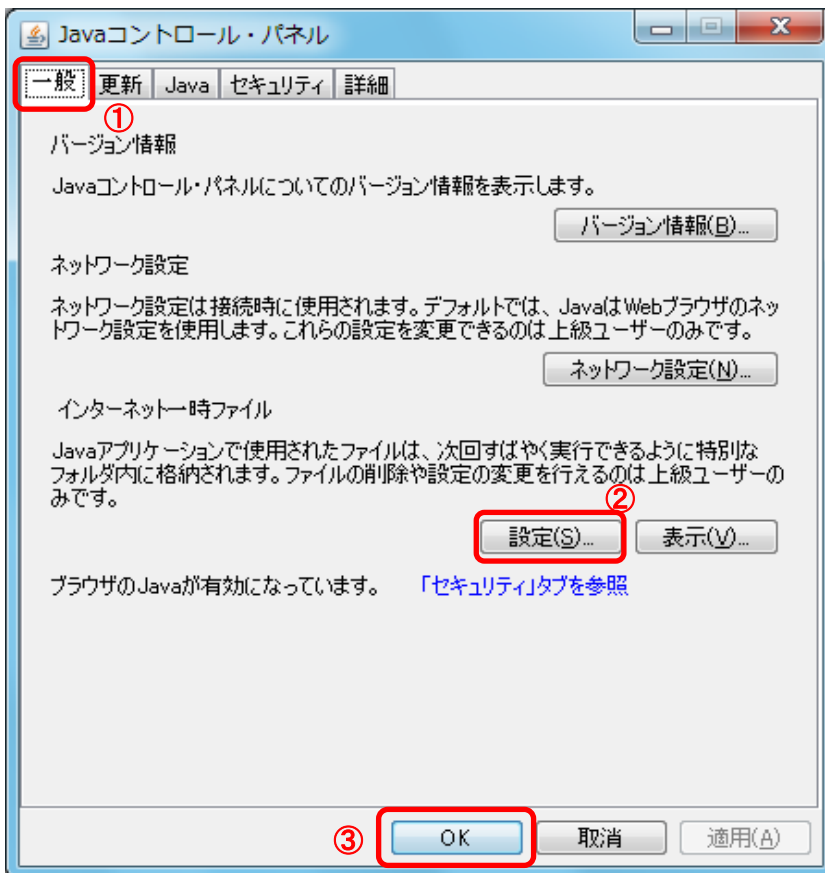 Javaコントロール・パネル
一般 更新 Java セキュリティ 詳細
①
バージョン情報
Javaコントロール・パネルについてのバージョン情報を表示します。
バージョン情報(B)...
ネットワーク設定
ネットワーク設定は接続時に使用されます。デフォルトでは、JavaはWebブラウザのネッ
トワーク設定を使用します。これらの設定を変更できるのは上級ユーザーのみです。
ネットワーク設定(N)...
インターネット一時ファイル
Javaアプリケーションで使用されたファイルは、次回すばやく実行できるように特別な
フォルダ内に格納されます。ファイルの削除や設定の変更を行えるのは上級ユーザーの
みです。
②
設定(S)... 表示(V)...
ブラウザのJavaが有効になっています。 「セキュリティ」タブを参照
③ OK 取消 適用(A)